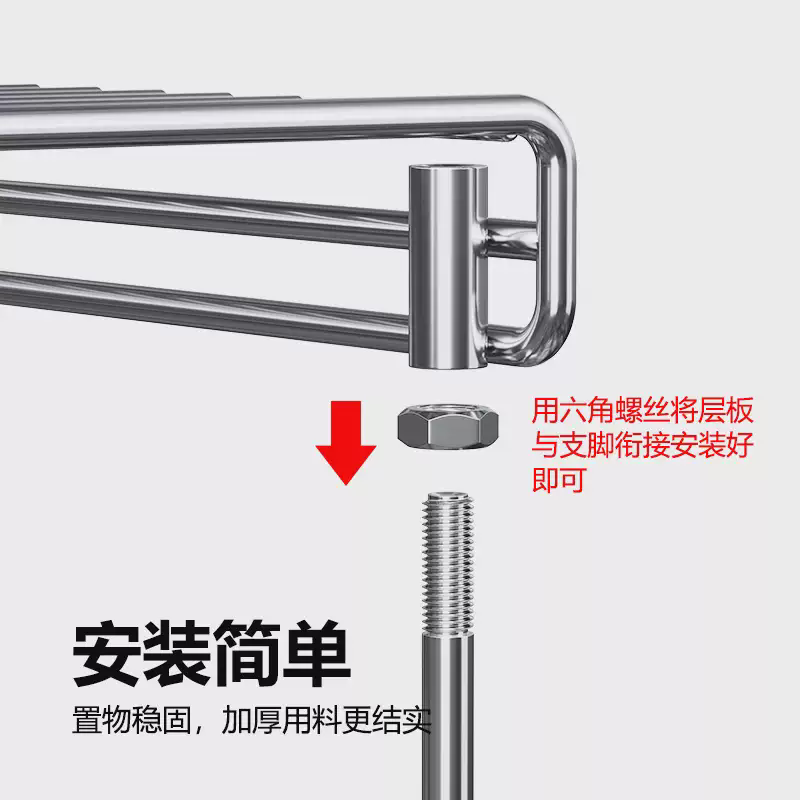 用六角螺丝将层板
与支脚衔接安装好
即可
安装简单
置物稳固，加厚用料更结实